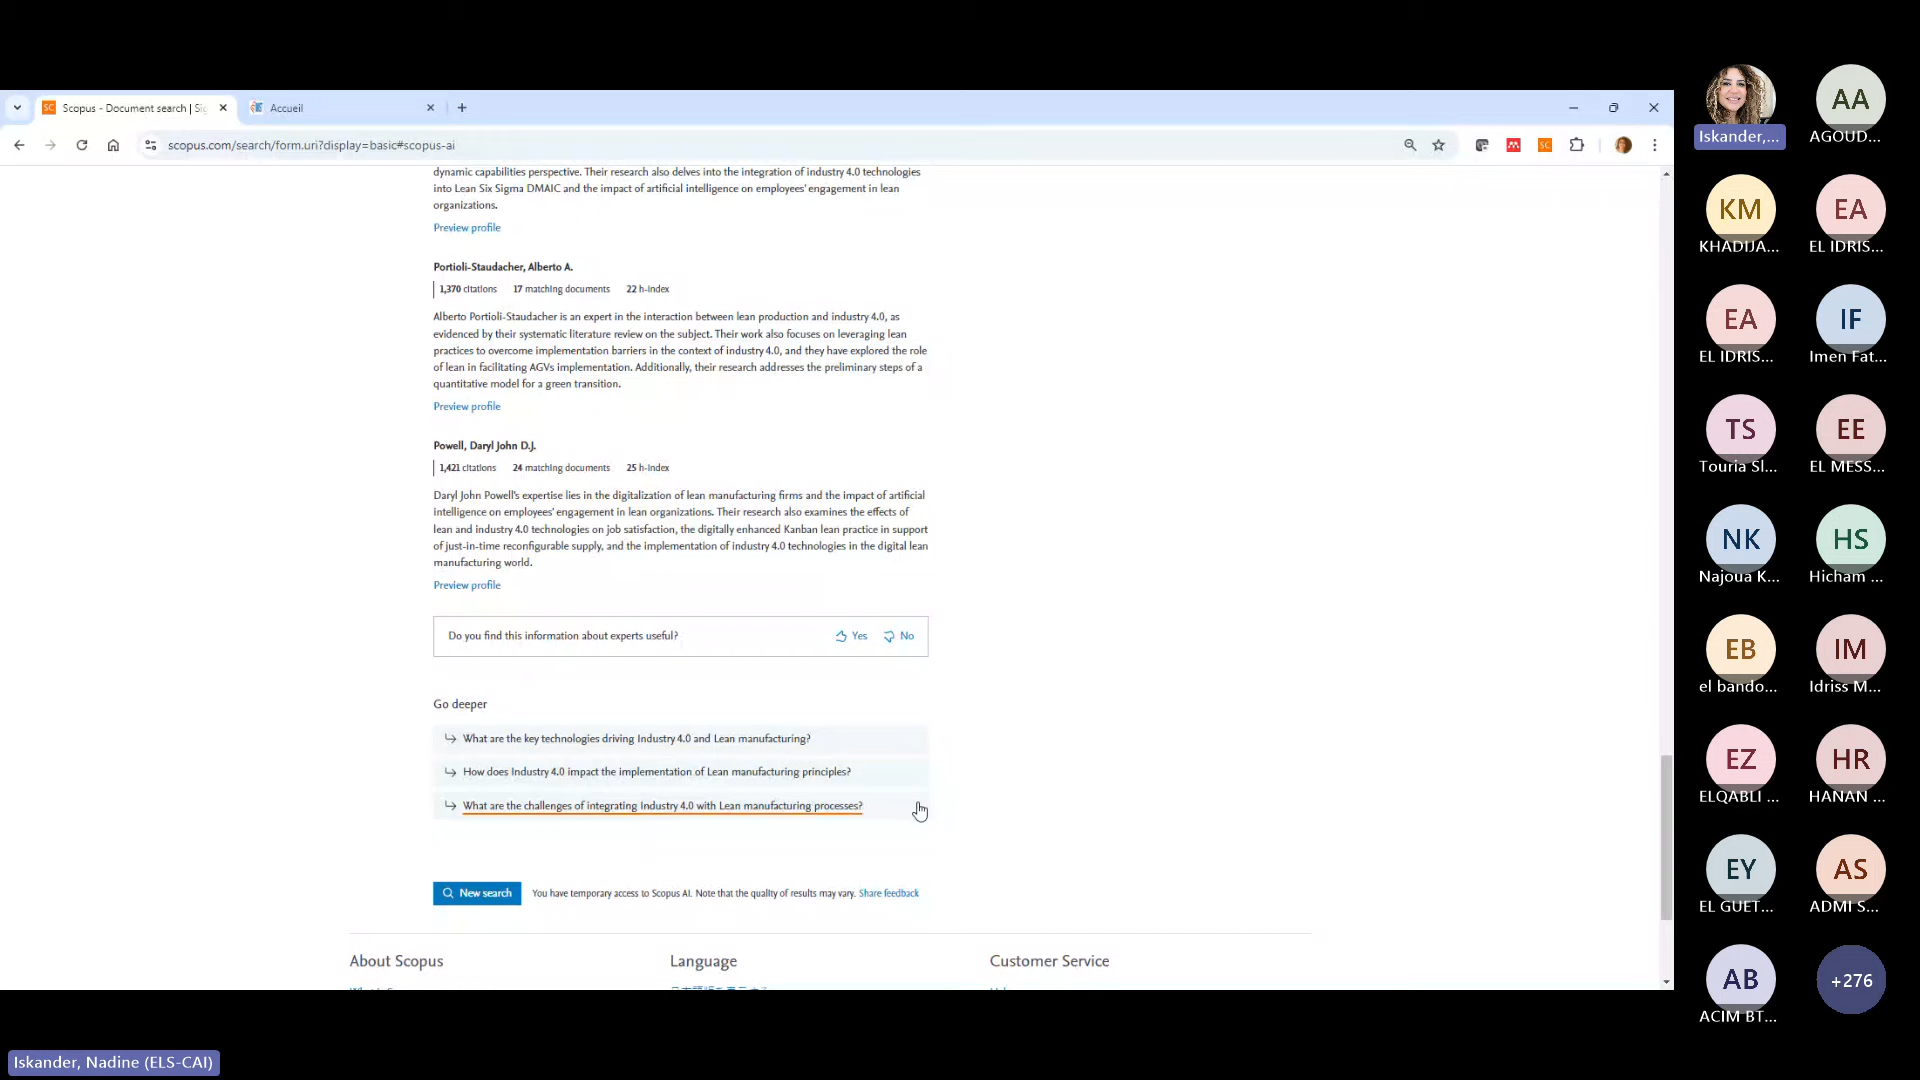 Scopus - Document search | Si
Accueil
scopus.com/search/form.uri?display=basic#scopus-ai
dynamic capabilities perspective. Their research also delves into the integration of industry 4.0 technologies
into Lean Six Sigma DMAIC and the impact of artificial intelligence on employees' engagement in lean
organizations.
Preview profile
Portioli-Staudacher, Alberto A.
1,370 citations 17 matching documents 22 h-index
Alberto Portioli-Staudacher is an expert in the interaction between lean production and industry 4.0, as
evidenced by their systematic literature review on the subject. Their work also focuses on leveraging lean
practices to overcome implementation barriers in the context of industry 4.0, and they have explored the role
of lean in facilitating AGVs implementation. Additionally, their research addresses the preliminary steps of a
quantitative model for a green transition.
Preview profile
Powell, Daryl John D.J.
1,421 citations 24 matching documents 25 h-index
Daryl John Powell's expertise lies in the digitalization of lean manufacturing firms and the impact of artificial
intelligence on employees' engagement in lean organizations. Their research also examines the effects of
lean and industry 4.0 technologies on job satisfaction, the digitally enhanced Kanban lean practice in support
of just-in-time reconfigurable supply, and the implementation of industry 4.0 technologies in the digital lean
manufacturing world.
Preview profile
Do you find this information about experts useful? Yes No
Go deeper
What are the key technologies driving Industry 4.0 and Lean manufacturing?
How does Industry 4.0 impact the implementation of Lean manufacturing principles?
What are the challenges of integrating Industry 4.0 with Lean manufacturing processes?
New search You have temporary access to Scopus AI. Note that the quality of results may vary. Share feedback
About Scopus Language Customer Service
Iskander, Nadine (ELS-CAI)
AA
Iskander,... AGOUD...
KM EA
KHADIJA... EL IDRIS...
EA IF
EL IDRIS... Imen Fat...
TS EE
Touria Sl... EL MESS...
NK HS
Najoua K... Hicham ...
EB IM
el bando... Idriss M...
EZ HR
ELQABLI ... HANAN ...
EY AS
EL GUET... ADMI S...
AB +276
ACIM BT...